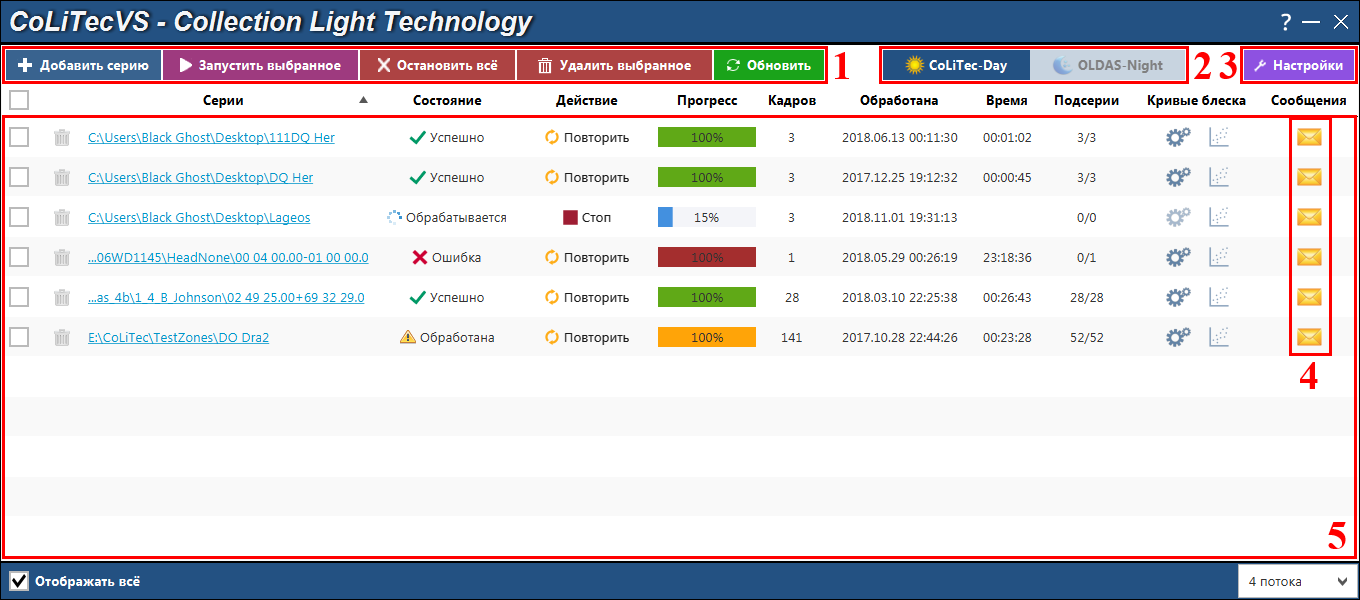 CoLiTecVS - Collection Light Technology ?
Добавить серию Запустить выбранное Остановить всё Удалить выбранное Обновить 1 CoLiTec-Day OLDAS-Night 2 3 Настройки
Серии Состояние Действие Прогресс Кадров Обработана Время Подсерии Кривые блеска Сообщения
C:\Users\Black Ghost\Desktop\111DQ Her Успешно Повторить 100% 3 2018.06.13 00:11:30 00:01:02 3/3
C:\Users\Black Ghost\Desktop\DQ Her Успешно Повторить 100% 3 2017.12.25 19:12:32 00:00:45 3/3
C:\Users\Black Ghost\Desktop\Lageos Обрабатывается Стоп 15% 3 2018.11.01 19:31:13 0/0
...06WD1145\HeadNone\00 04 00.00-01 00 00.0 Ошибка Повторить 100% 1 2018.05.29 00:26:19 23:18:36 0/1
...as_4b\1_4_B_Johnson\02 49 25.00+69 32 29.0 Успешно Повторить 100% 28 2018.03.10 22:25:38 00:26:43 28/28
E:\CoLiTec\TestZones\DO Dra2 Обработана Повторить 100% 141 2017.10.28 22:44:26 00:23:28 52/52
4
5
Отображать всё 4 потока